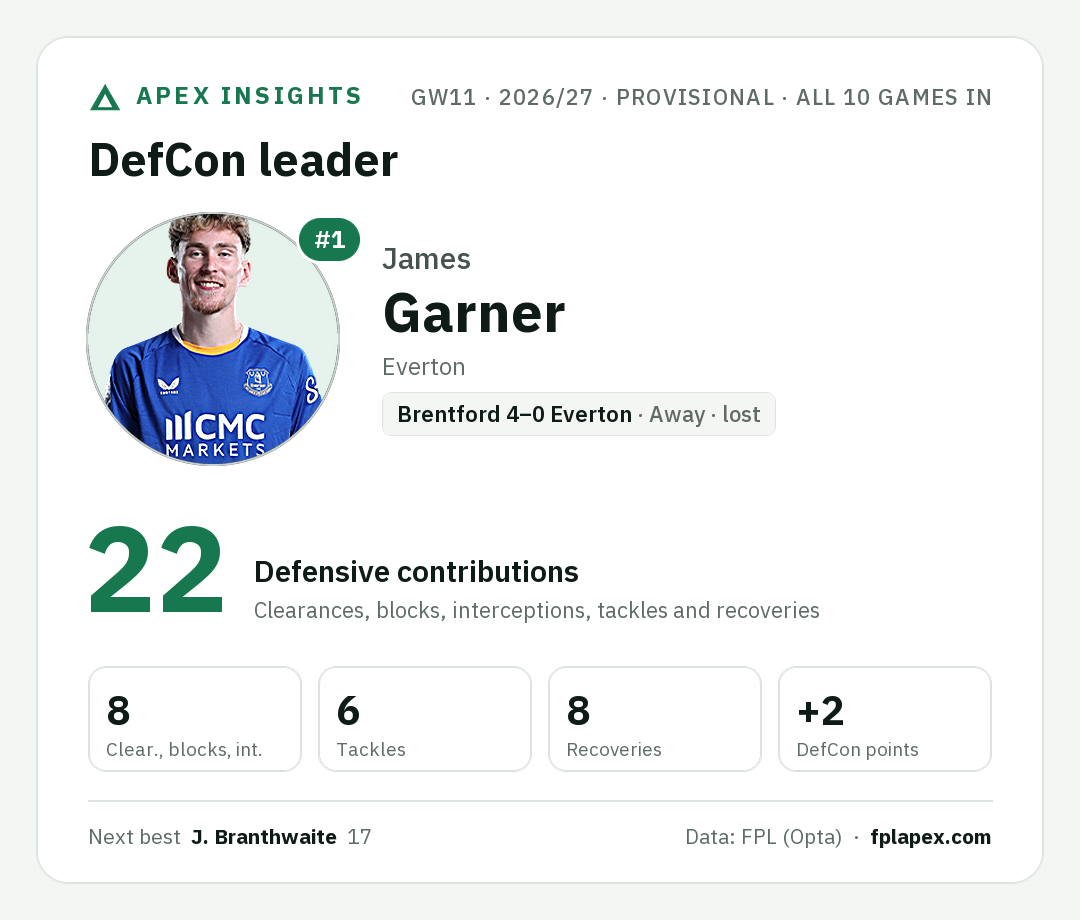 APEX INSIGHTS
GW11 · 2026/27 · PROVISIONAL · ALL 10 GAMES IN
DefCon leader
#1
James
Garner
Everton
Brentford 4–0 Everton · Away · lost
CMC
MARKETS
22
Defensive contributions
Clearances, blocks, interceptions, tackles and recoveries
8
Clear., blocks, int.
6
Tackles
8
Recoveries
+2
DefCon points
Next best J. Branthwaite 17
Data: FPL (Opta) · fplapex.com